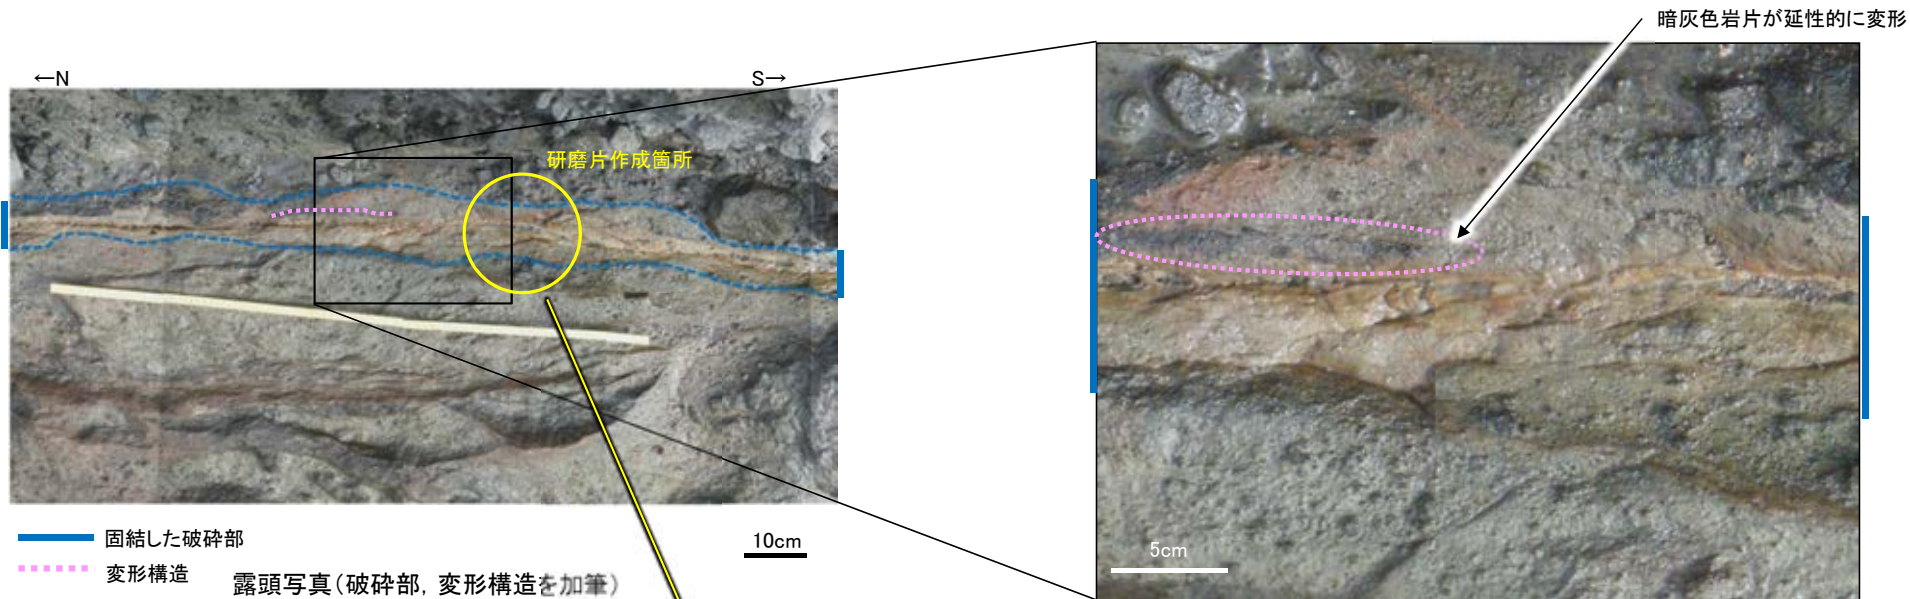 暗灰色岩片が延性的に変形
←N
S→
研磨片作成箇所
固結した破砕部
変形構造
10cm
露頭写真(破砕部, 変形構造を加筆)
5cm